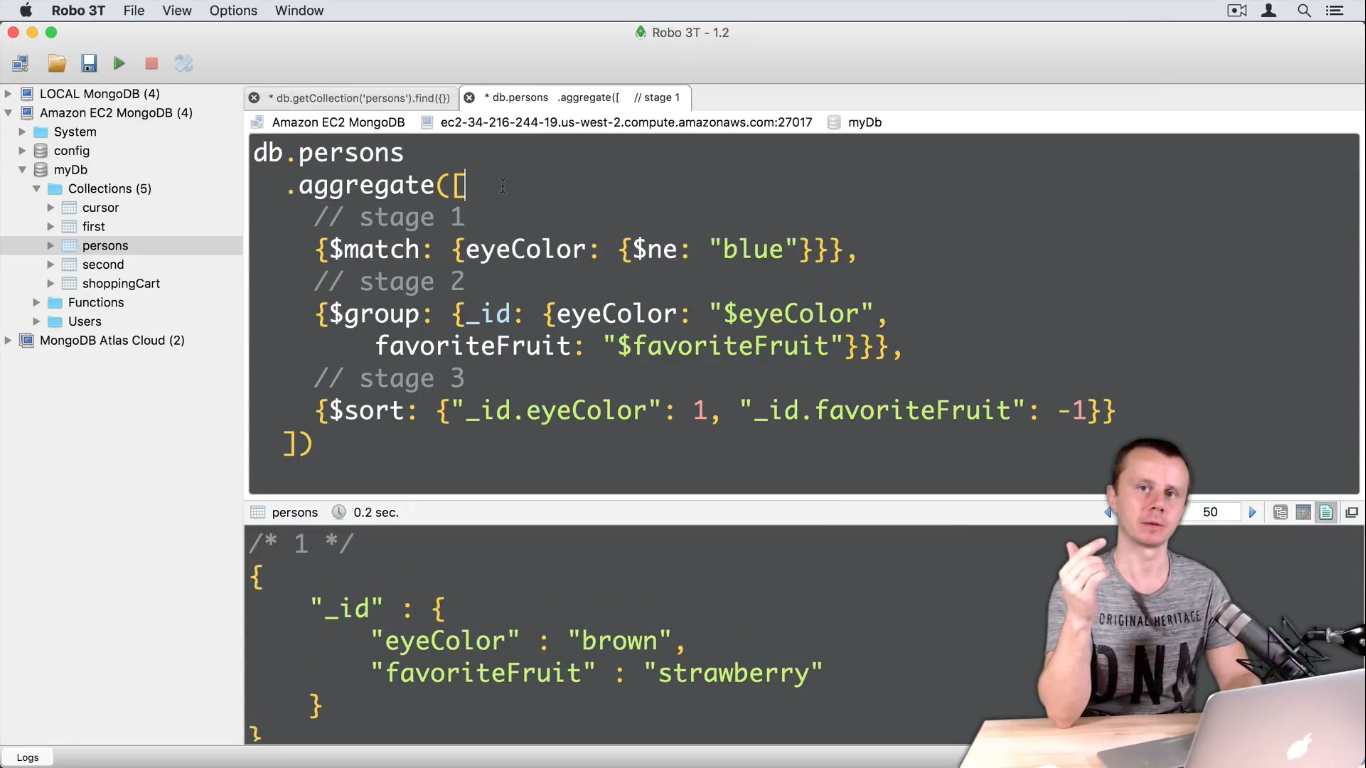 Robo 3T File View Options Window
Robo 3T - 1.2
* db.getCollection('persons').find({}) * db.persons .aggregate([ // stage 1
LOCAL MongoDB (4)
Amazon EC2 MongoDB (4)
System
config
myDb
Collections (5)
cursor
first
persons
second
shoppingCart
Functions
Users
MongoDB Atlas Cloud (2)
Amazon EC2 MongoDB ec2-34-216-244-19.us-west-2.compute.amazonaws.com:27017 myDb
db.persons
.aggregate([
// stage 1
{$match: {eyeColor: {$ne: "blue"}}},
// stage 2
{$group: {_id: {eyeColor: "$eyeColor",
favoriteFruit: "$favoriteFruit"}}},
// stage 3
{$sort: {"_id.eyeColor": 1, "_id.favoriteFruit": -1}}
])
persons 0.2 sec. 50
/* 1 */
{
"_id" : {
"eyeColor" : "brown",
"favoriteFruit" : "strawberry"
}
}
ORIGINAL HERITAGE
DNM
Logs